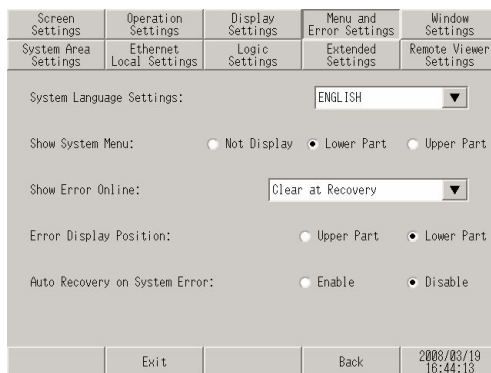 Screen Settings
Operation Settings
Display Settings
Menu and Error Settings
Window Settings
System Area Settings
Ethernet Local Settings
Logic Settings
Extended Settings
Remote Viewer Settings
System Language Settings: ENGLISH
Show System Menu: Not Display Lower Part Upper Part
Show Error Online: Clear at Recovery
Error Display Position: Upper Part Lower Part
Auto Recovery on System Error: Enable Disable
Exit
Back
2008/03/19
16:44:13